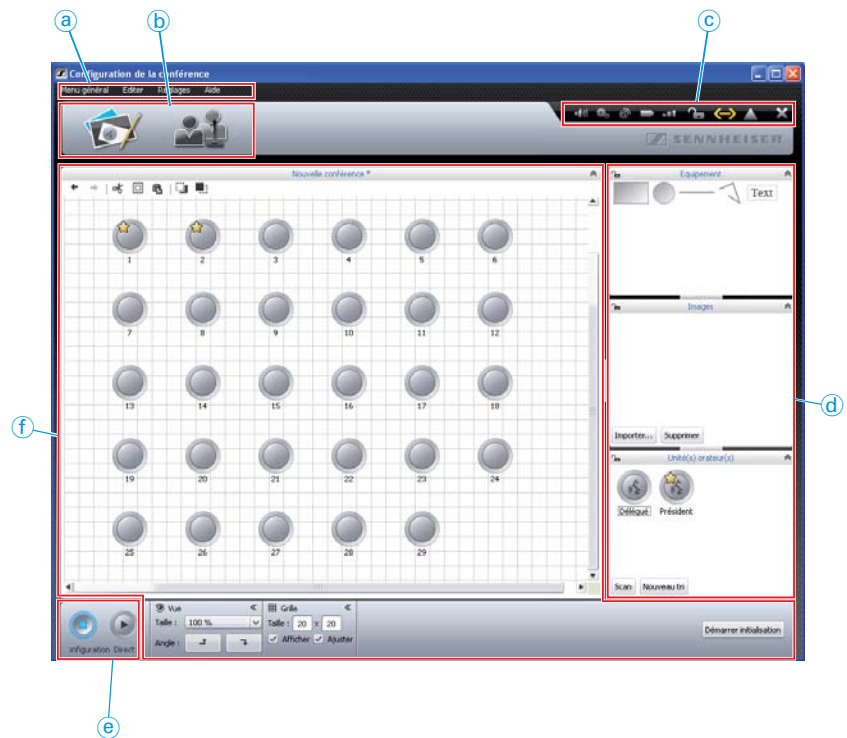 a
b
c
Configuration de la conférence
Menu général Editer Réglages Aide
SENNHEISER
Nouvelle conférence *
Equipement
Text
1 2 3 4 5 6
7 8 9 10 11 12
Images
13 14 15 16 17 18
d
f
Importer... Supprimer
Unité(s) orateur(s)
19 20 21 22 23 24
Délégué Président
25 26 27 28 29
Scan Nouveau tri
Vue
Grille
Taille : 100 %
Taille : 20 x 20
Démarrer initialisation
Angle :
Afficher Ajuster
onfiguration Direct
e